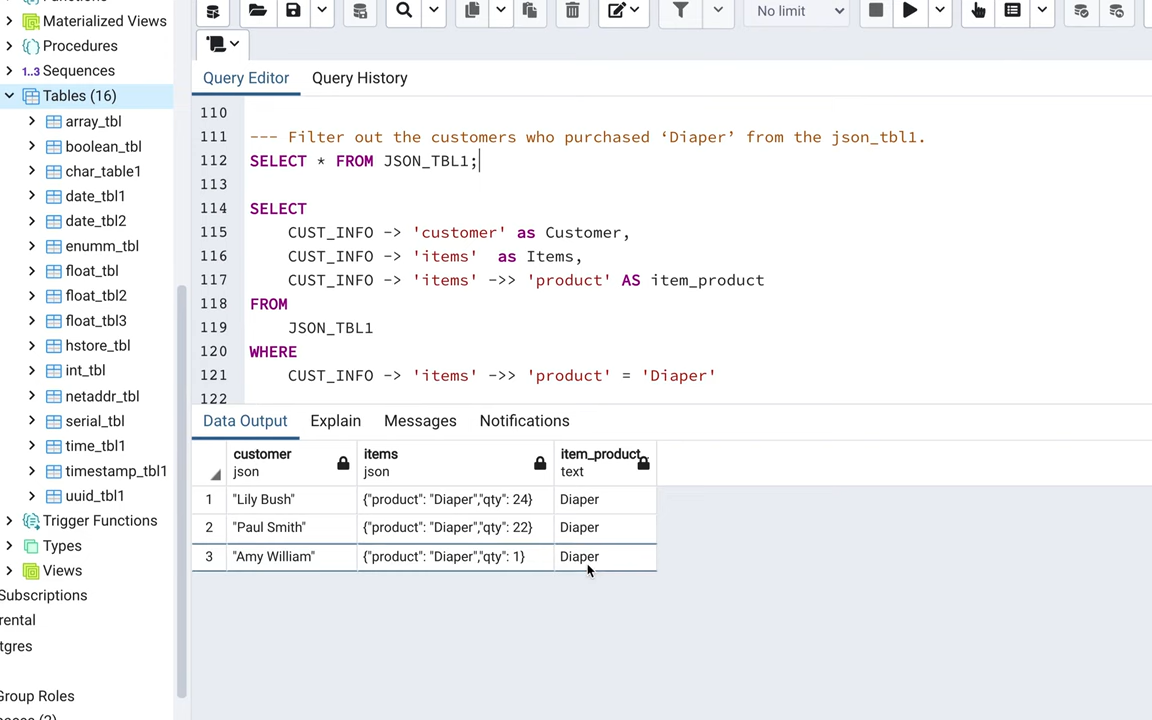 Materialized Views
Procedures
1..3 Sequences
Tables (16)
array_tbl
boolean_tbl
char_table1
date_tbl1
date_tbl2
enumm_tbl
float_tbl
float_tbl2
float_tbl3
hstore_tbl
int_tbl
netaddr_tbl
serial_tbl
time_tbl1
timestamp_tbl1
uuid_tbl1
Trigger Functions
Types
Views
Subscriptions
rental
tgres
Group Roles
No limit
Query Editor Query History
110
111 --- Filter out the customers who purchased ‘Diaper’ from the json_tbl1.
112 SELECT * FROM JSON_TBL1;
113
114 SELECT
115 CUST_INFO -> 'customer' as Customer,
116 CUST_INFO -> 'items' as Items,
117 CUST_INFO -> 'items' ->> 'product' AS item_product
118 FROM
119 JSON_TBL1
120 WHERE
121 CUST_INFO -> 'items' ->> 'product' = 'Diaper'
122
Data Output Explain Messages Notifications
customer items item_product
json json text
1 "Lily Bush" {"product": "Diaper","qty": 24} Diaper
2 "Paul Smith" {"product": "Diaper","qty": 22} Diaper
3 "Amy William" {"product": "Diaper","qty": 1} Diaper